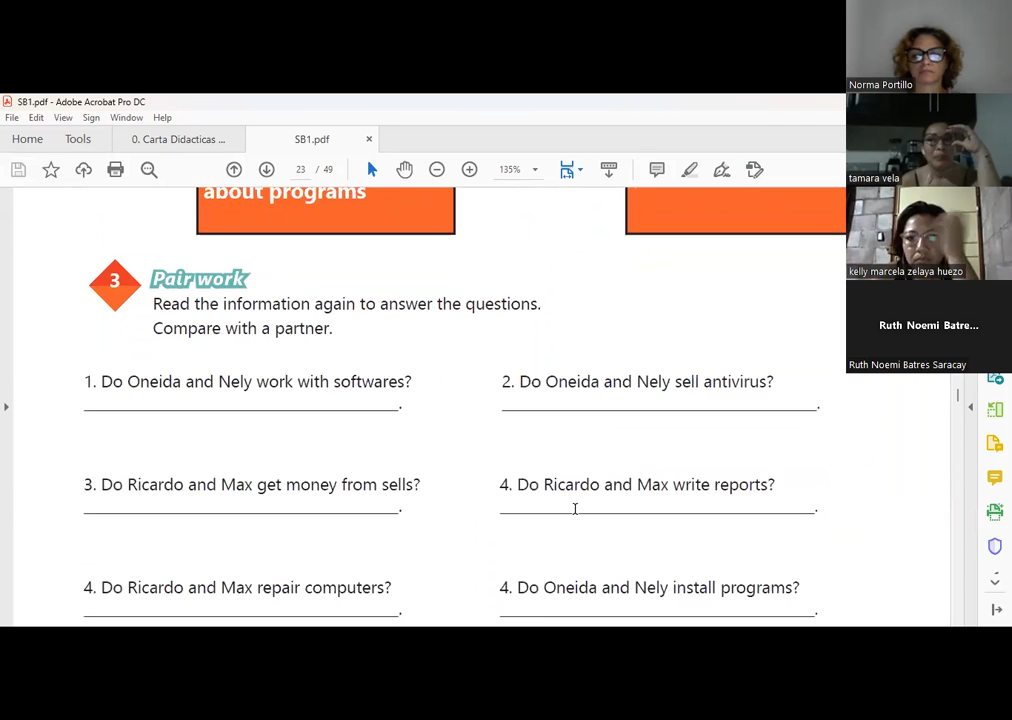 SB1.pdf - Adobe Acrobat Pro DC
File Edit View Sign Window Help
Home Tools 0. Carta Didacticas ... SB1.pdf ×
23 / 49 135%
about programs
3 Pair work
Read the information again to answer the questions.
Compare with a partner.
1. Do Oneida and Nely work with softwares?
2. Do Oneida and Nely sell antivirus?
3. Do Ricardo and Max get money from sells?
4. Do Ricardo and Max write reports?
4. Do Ricardo and Max repair computers?
4. Do Oneida and Nely install programs?
Norma Portillo
tamara vela
kelly marcela zelaya huezo
Ruth Noemi Batre...
Ruth Noemi Batres Saracay